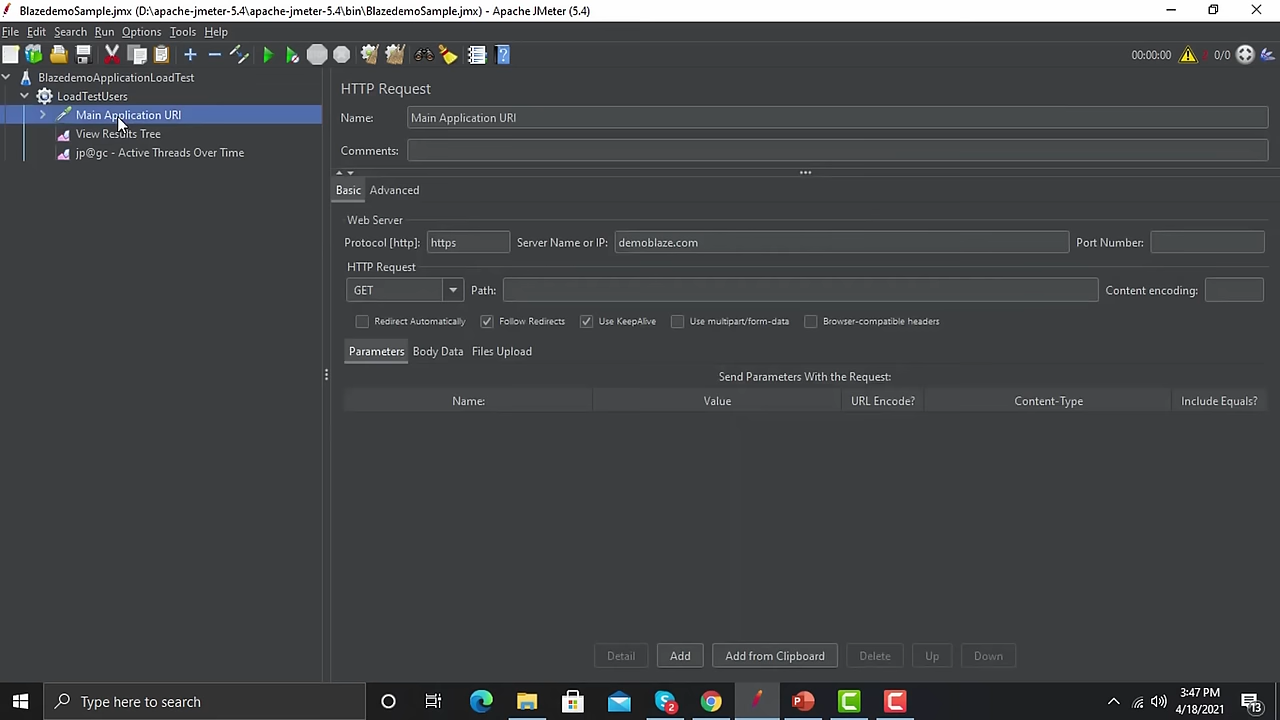 BlazedemoSample.jmx (D:\apache-jmeter-5.4\apache-jmeter-5.4\bin\BlazedemoSample.jmx) - Apache JMeter (5.4)
File Edit Search Run Options Tools Help
00:00:00 0 0/0
BlazedemoApplicationLoadTest
LoadTestUsers
Main Application URI
View Results Tree
jp@gc - Active Threads Over Time
HTTP Request
Name: Main Application URI
Comments:
Basic Advanced
Web Server
Protocol [http]: https Server Name or IP: demoblaze.com Port Number:
HTTP Request
GET Path: Content encoding:
Redirect Automatically Follow Redirects Use KeepAlive Use multipart/form-data Browser-compatible headers
Parameters Body Data Files Upload
Send Parameters With the Request:
Name: Value URL Encode? Content-Type Include Equals?
Detail Add Add from Clipboard Delete Up Down
Type here to search
2
3:47 PM
4/18/2021
13